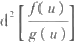 d² [ f( u ) / g( u ) ]